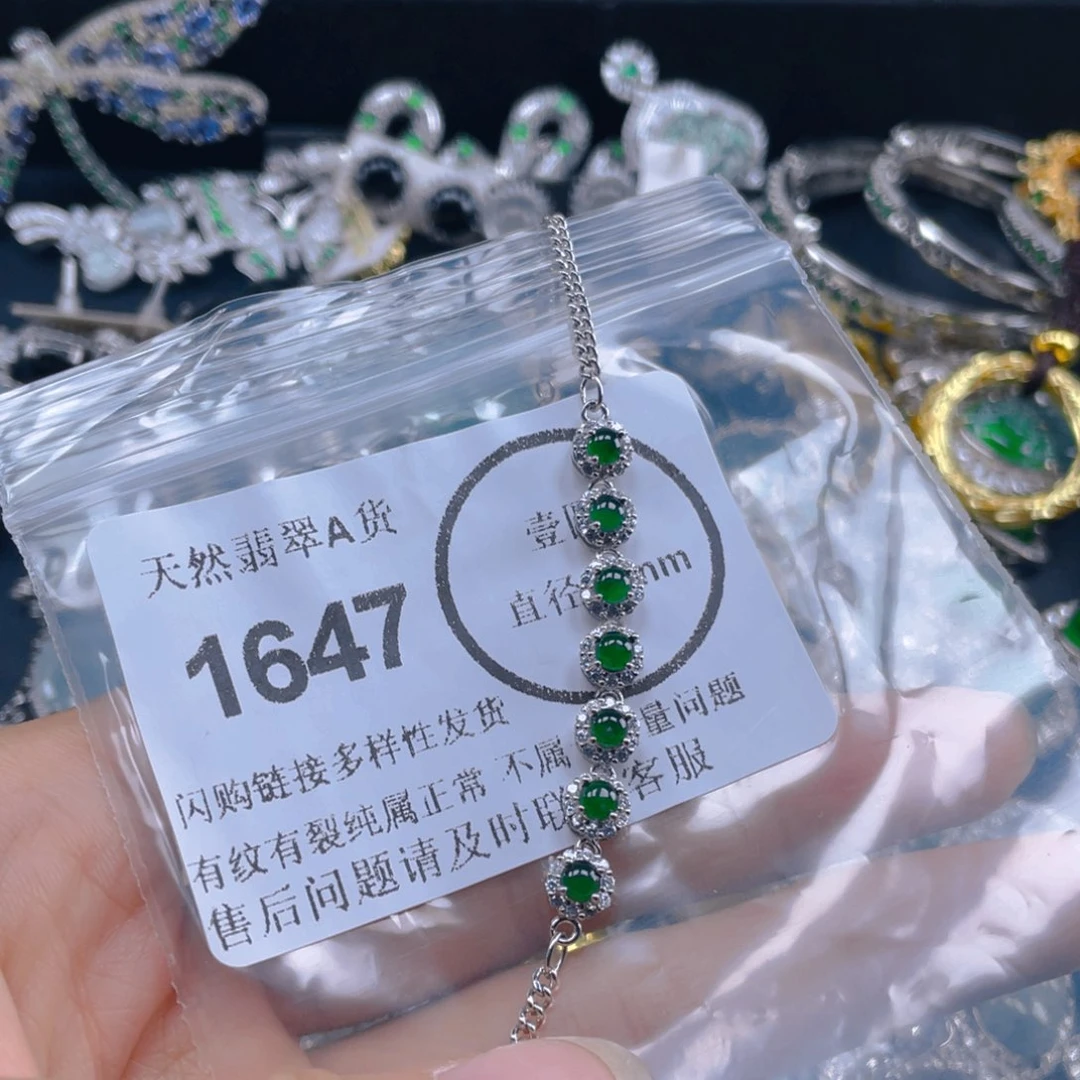 天然翡翠A货
1647
壹
直径 mm
闪购链接多样性发货
有纹有裂纯属正常 不属 量问题
售后问题请及时联 客服